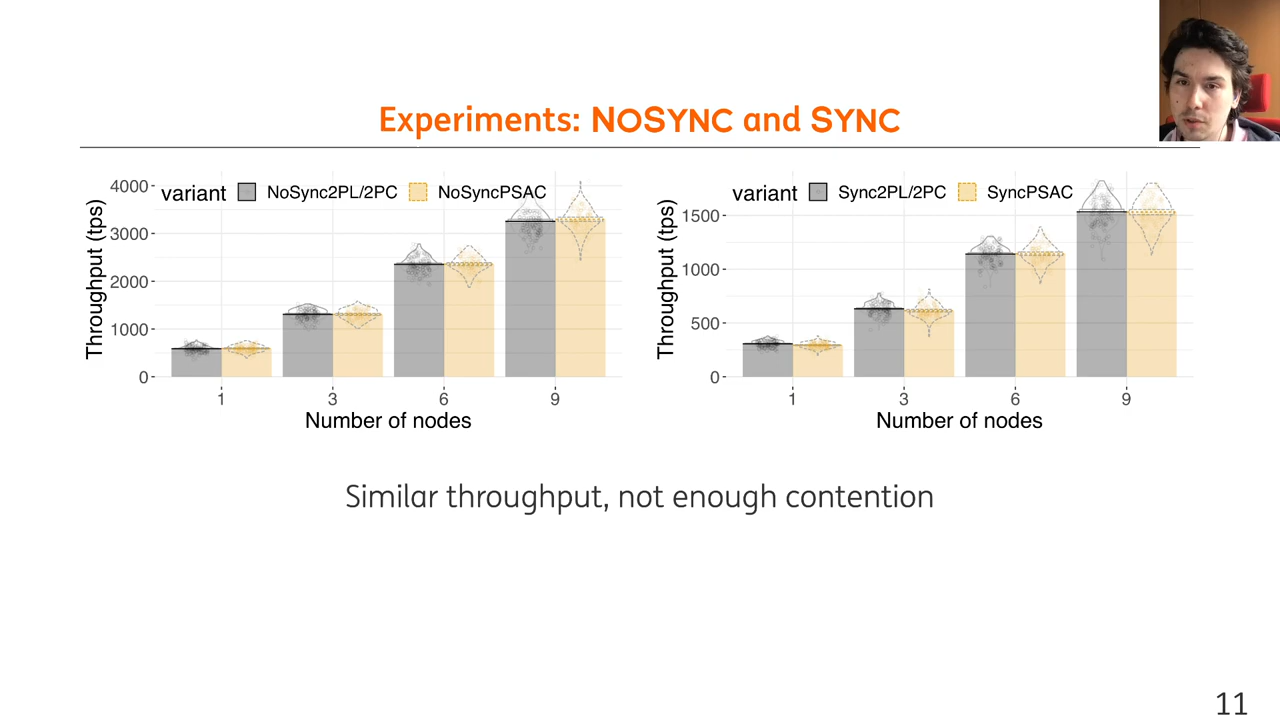 Experiments: NOSYNC and SYNC
variant NoSync2PL/2PC NoSyncPSAC
Throughput (tps)
4000
3000
2000
1000
0
1 3 6 9
Number of nodes
variant Sync2PL/2PC SyncPSAC
Throughput (tps)
1500
1000
500
0
1 3 6 9
Number of nodes
Similar throughput, not enough contention
11